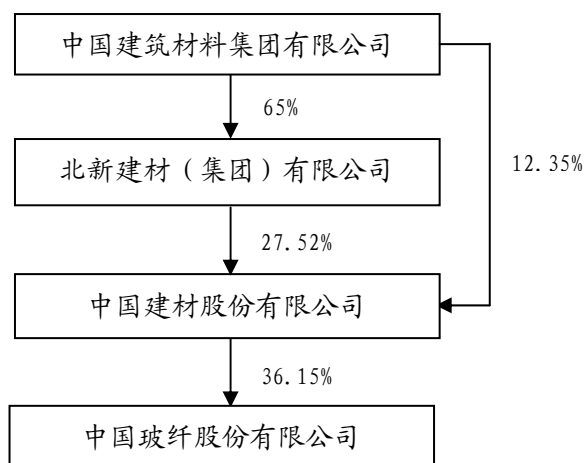 中国建筑材料集团有限公司
65%
北新建材（集团）有限公司
12.35%
27.52%
中国建材股份有限公司
36.15%
中国玻纤股份有限公司